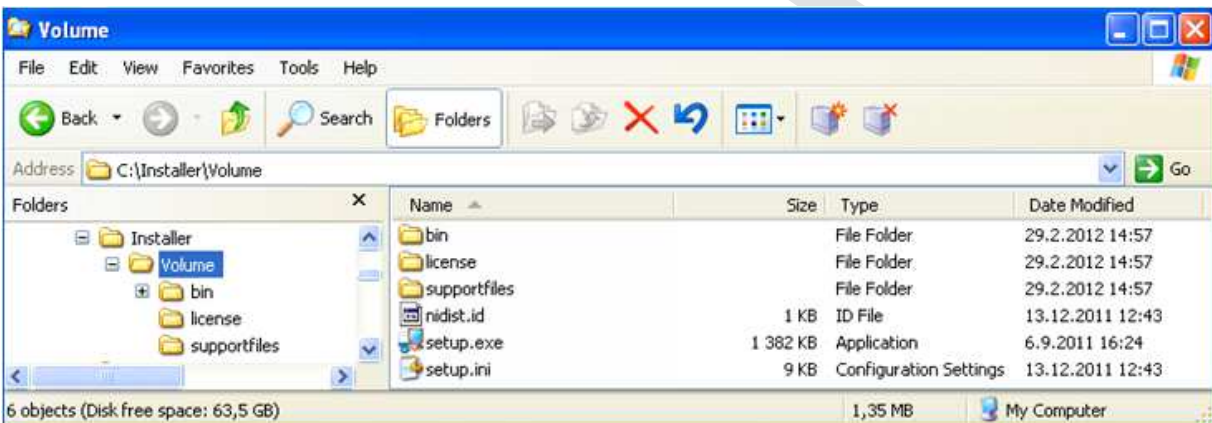 Volume
File Edit View Favorites Tools Help
Back Search Folders
Address C:\Installer\Volume Go
Folders
Installer
Volume
bin
license
supportfiles
Name Size Type Date Modified
bin File Folder 29.2.2012 14:57
license File Folder 29.2.2012 14:57
supportfiles File Folder 29.2.2012 14:57
nidist.id 1 KB ID File 13.12.2011 12:43
setup.exe 1 382 KB Application 6.9.2011 16:24
setup.ini 9 KB Configuration Settings 13.12.2011 12:43
6 objects (Disk free space: 63,5 GB) 1,35 MB My Computer